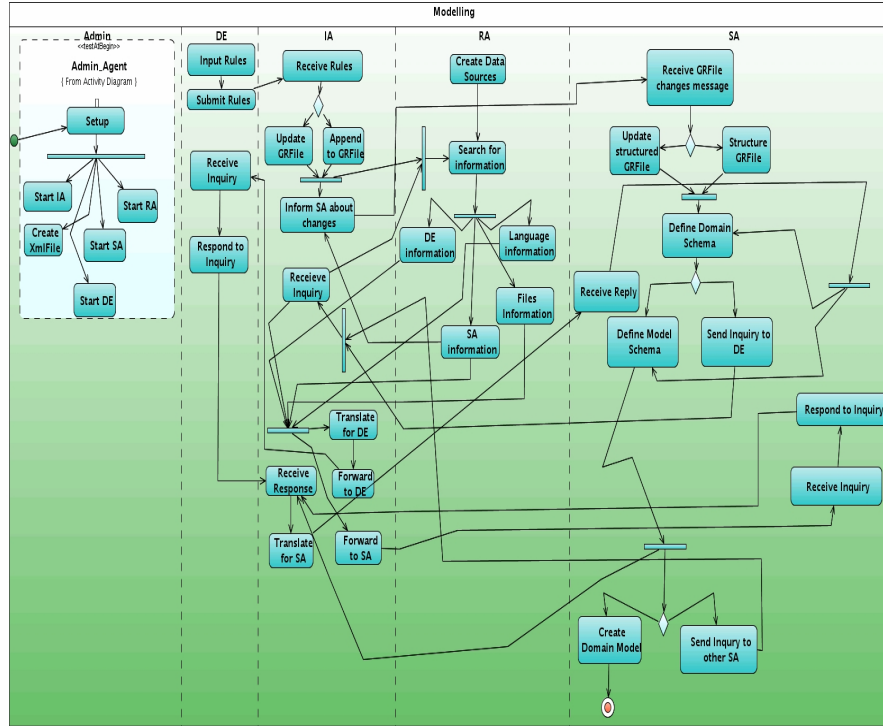 Modelling
Admin
DE
IA
RA
SA
<<testAtBegin>>
Admin_Agent
{ From Activity Diagram }
Setup
Start IA
Start RA
Create
XmlFile
Start SA
Start DE
Input Rules
Submit Rules
Receive
Inquiry
Respond to
Inquiry
Receive Rules
Update
GRFile
Append
to GRFile
Inform SA about
changes
Receieve
Inquiry
Translate
for DE
Forward
to DE
Receive
Response
Translate
for SA
Forward
to SA
Create Data
Sources
Search for
information
DE
information
Language
information
Files
Information
SA
information
Receive GRFile
changes message
Update
structured
GRFile
Structure
GRFile
Define Domain
Schema
Receive Reply
Define Model
Schema
Send Inquiry to
DE
Respond to Inquiry
Receive Inquiry
Create
Domain Model
Send Inqury to
other SA